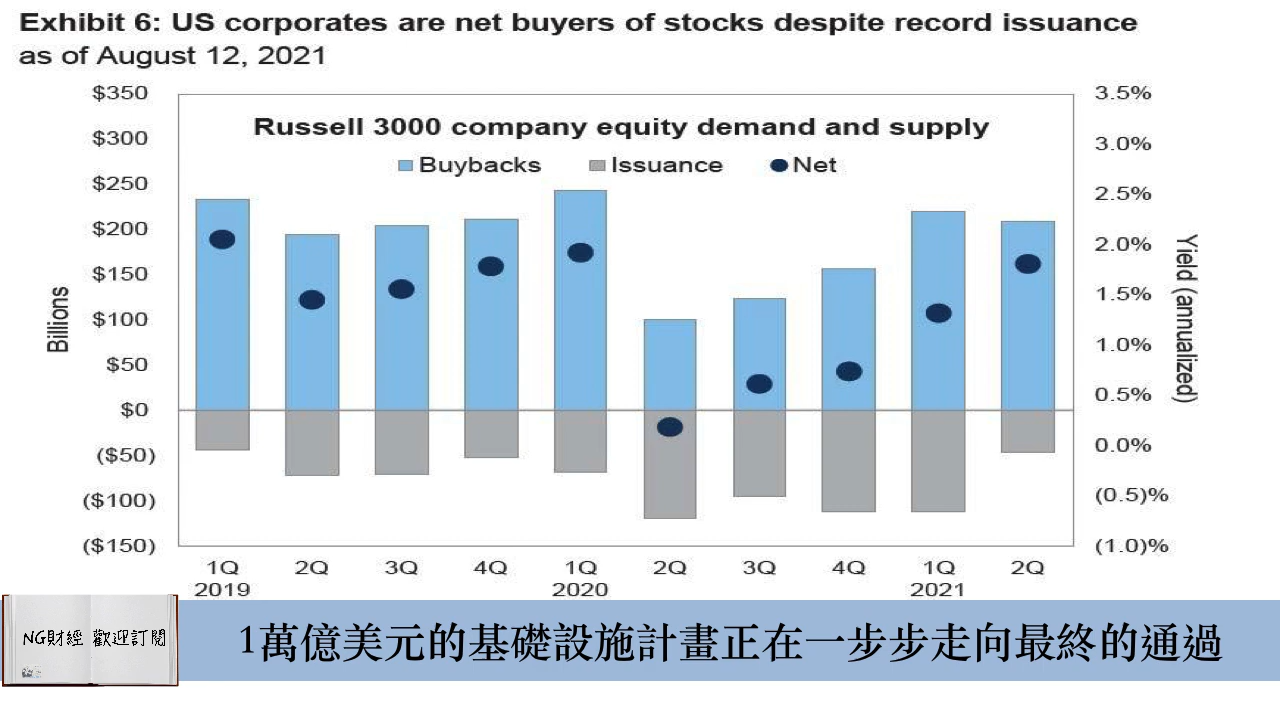 Exhibit 6: US corporates are net buyers of stocks despite record issuance
as of August 12, 2021
Russell 3000 company equity demand and supply
Buybacks Issuance Net
$350
$300
$250
$200
$150
$100
$50
$0
($50)
($100)
($150)
Billions
3.5%
3.0%
2.5%
2.0%
1.5%
1.0%
0.5%
0.0%
(0.5)%
(1.0)%
Yield (annualized)
1Q 2Q 3Q 4Q 1Q 2Q 3Q 4Q 1Q 2Q
2019 2020 2021
NG財經 歡迎訂閱
1萬億美元的基礎設施計畫正在一步步走向最終的通過